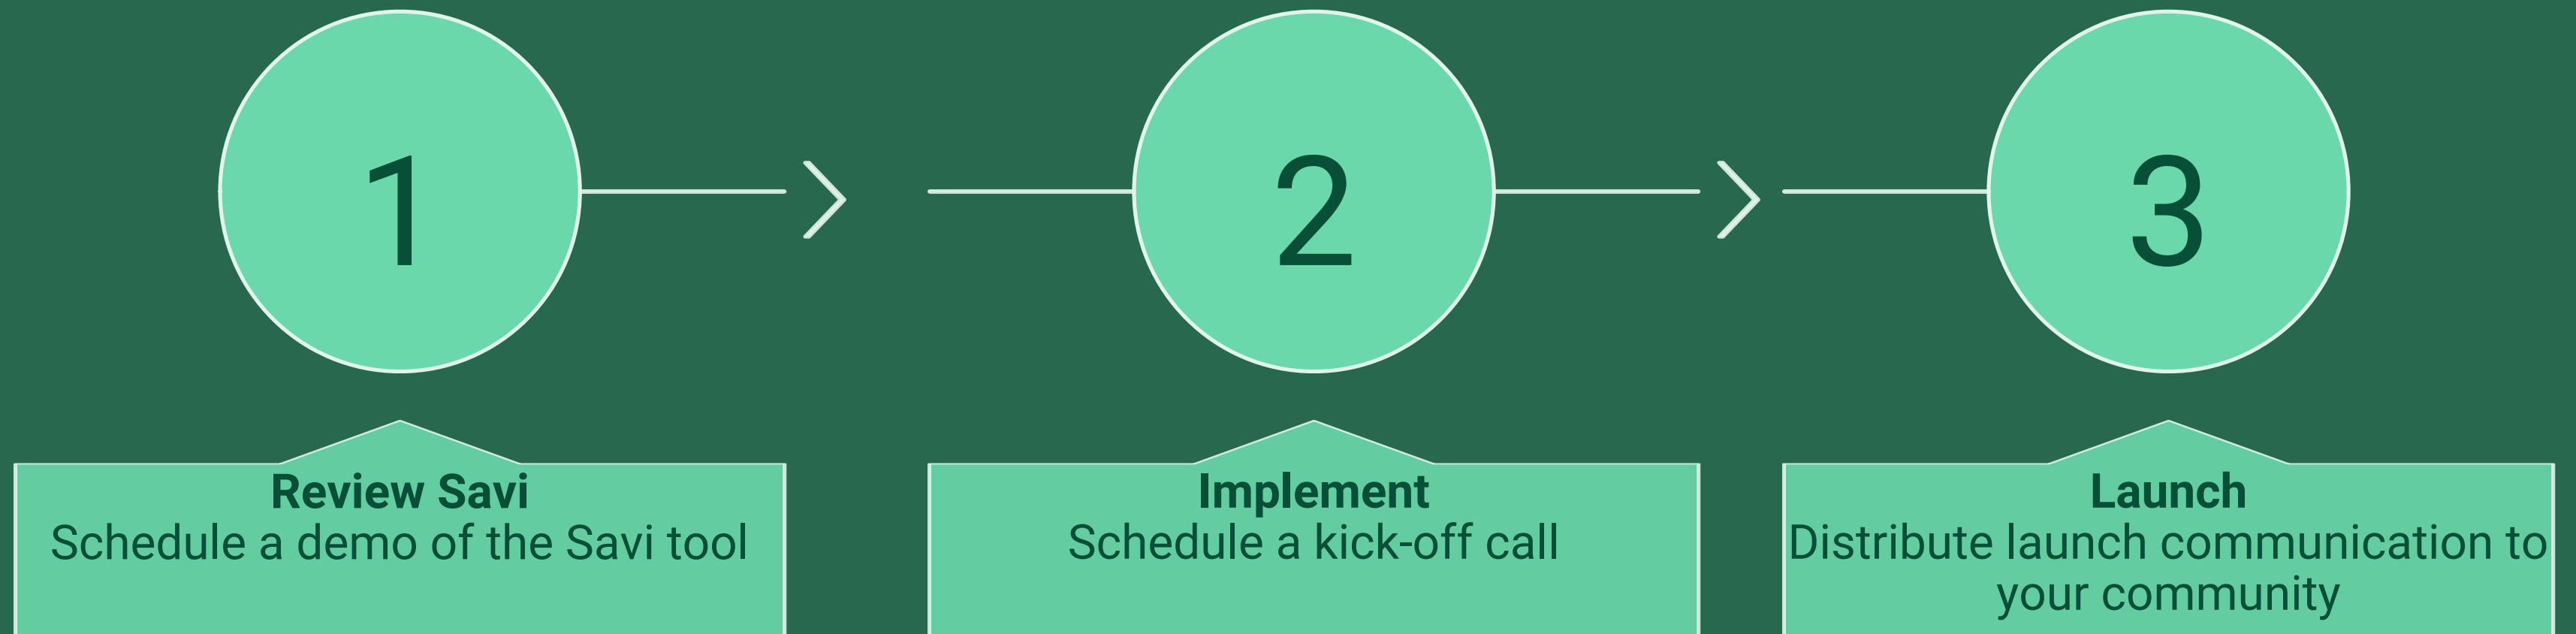 1
2
3
Review Savi
Schedule a demo of the Savi tool
Implement
Schedule a kick-off call
Launch
Distribute launch communication to
your community